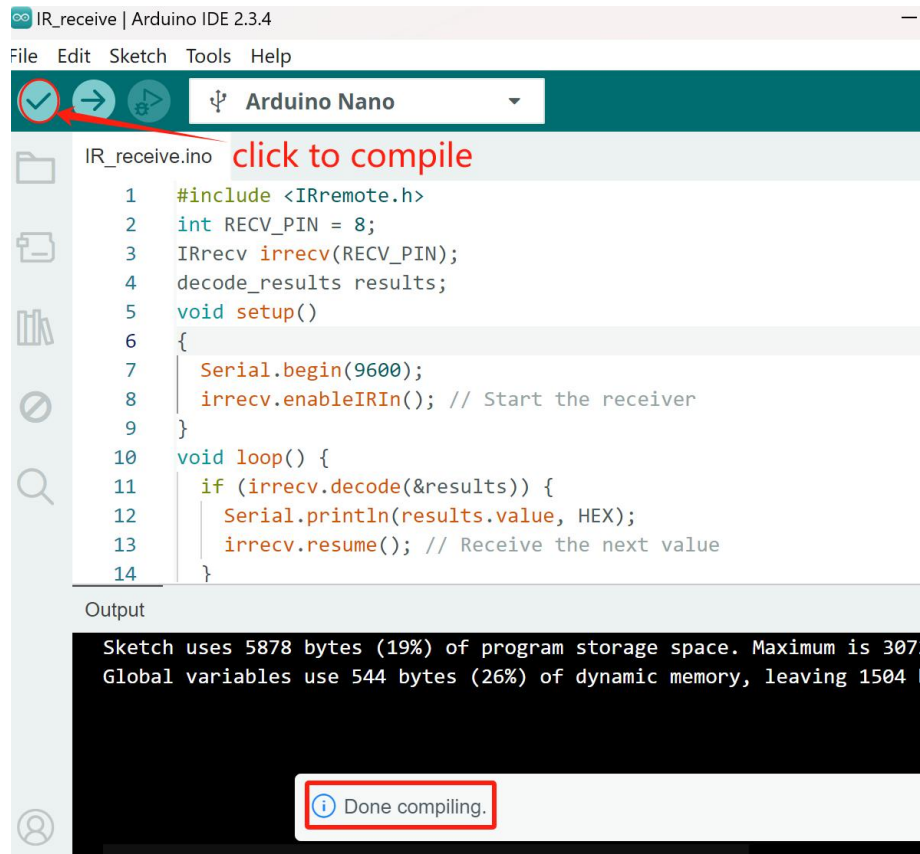 IR_receive | Arduino IDE 2.3.4
File Edit Sketch Tools Help
Arduino Nano
IR_receive.ino click to compile
1 #include <IRremote.h>
2 int RECV_PIN = 8;
3 IRrecv irrecv(RECV_PIN);
4 decode_results results;
5 void setup()
6 {
7 Serial.begin(9600);
8 irrecv.enableIRIn(); // Start the receiver
9 }
10 void loop() {
11 if (irrecv.decode(&results)) {
12 Serial.println(results.value, HEX);
13 irrecv.resume(); // Receive the next value
14 }
Output
Sketch uses 5878 bytes (19%) of program storage space. Maximum is 307
Global variables use 544 bytes (26%) of dynamic memory, leaving 1504
Done compiling.